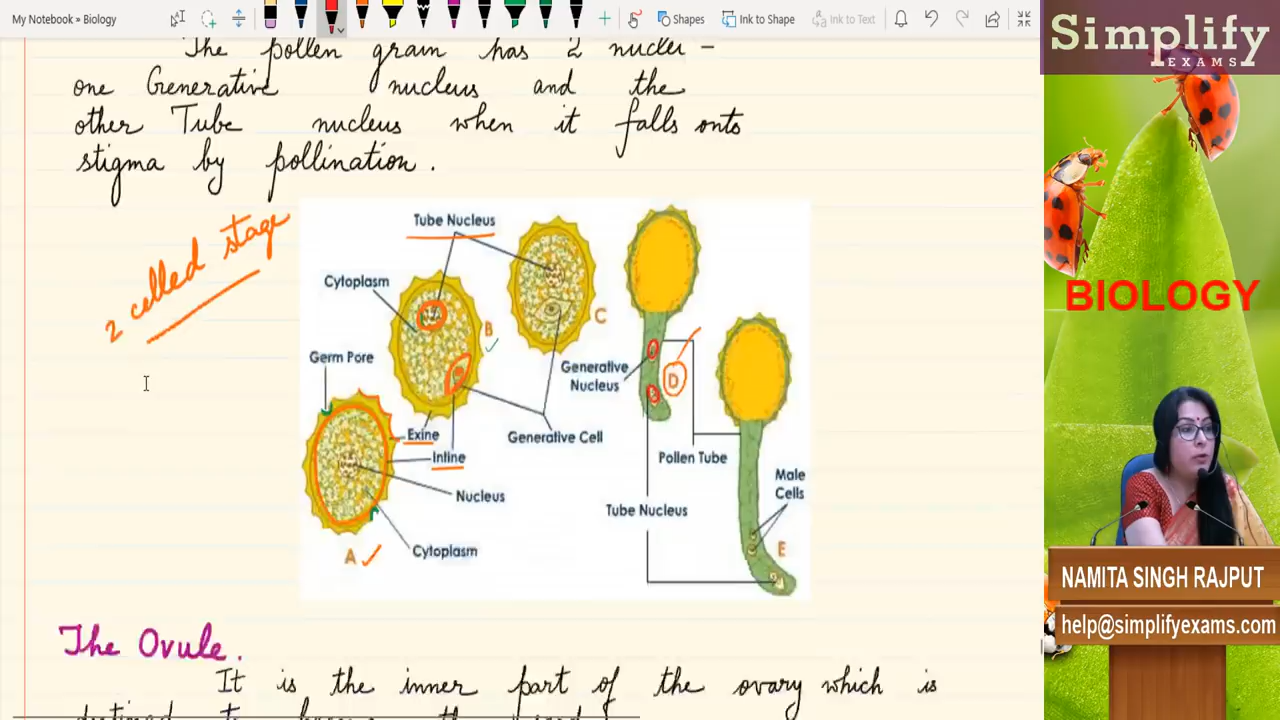 My Notebook » Biology
Shapes
Ink to Shape
Ink to Text
Simplify
EXAMS
The pollen grain has 2 nuclei –
one Generative nucleus and the
other Tube nucleus when it falls onto
stigma by pollination.
2 celled stage
Tube Nucleus
Cytoplasm
B
C
Germ Pore
Generative
Nucleus
D
Exine
Generative Cell
Intine
Pollen Tube
Nucleus
Male
Cells
Tube Nucleus
A
Cytoplasm
E
BIOLOGY
NAMITA SINGH RAJPUT
help@simplifyexams.com
The Ovule.
It is the inner part of the ovary which is